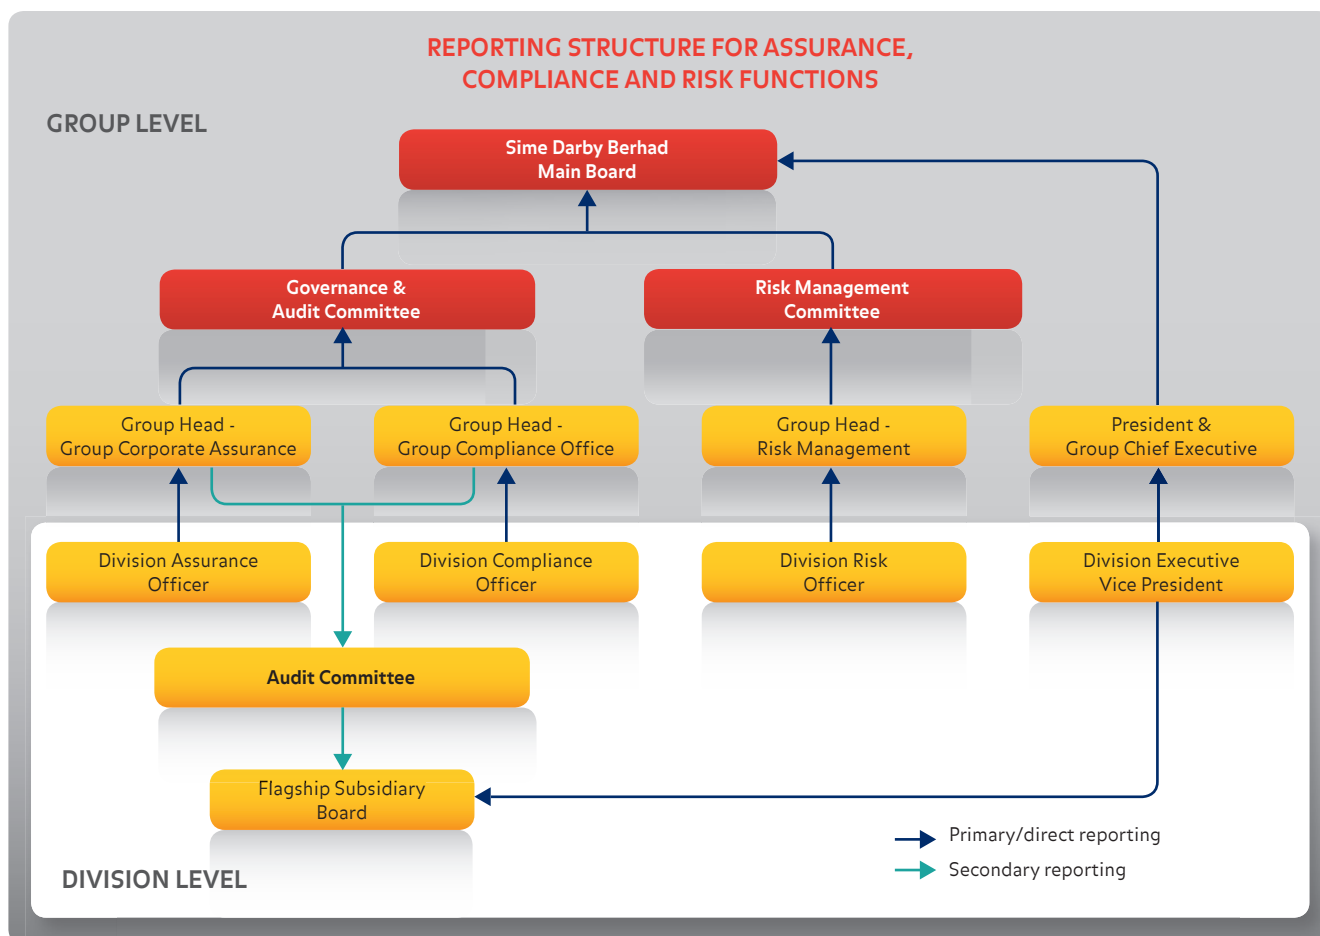 REPORTING STRUCTURE FOR ASSURANCE,
COMPLIANCE AND RISK FUNCTIONS
GROUP LEVEL
Sime Darby Berhad
Main Board
Governance &
Audit Committee
Risk Management
Committee
Group Head -
Group Corporate Assurance
Group Head -
Group Compliance Office
Group Head -
Risk Management
President &
Group Chief Executive
Division Assurance
Officer
Division Compliance
Officer
Division Risk
Officer
Division Executive
Vice President
Audit Committee
Flagship Subsidiary
Board
Primary/direct reporting
Secondary reporting
DIVISION LEVEL